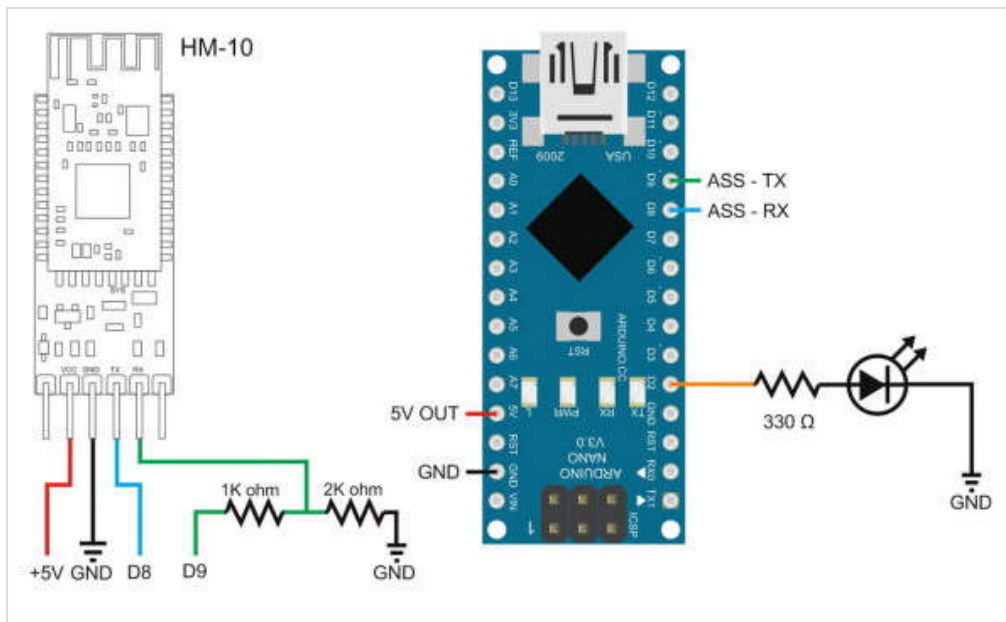 HM-10
BV6
VCC GND TX RX
+5V GND D8 D9
1K ohm 2K ohm
GND
D13
3V3
REF
A0
A1
A2
A3
A4
A5
A6
A7
5V
RST
GND
VIN
5V OUT
GND
2009 USA
RST
ARDUINO.CC
L PWR RX TX
ARDUINO
NANO
V3.0
1 ICSP
D12
D11
D10
D9
D8
D7
D6
D5
D4
D3
D2
GND
RST
RX0
TX1
ASS - TX
ASS - RX
330 Ω
GND